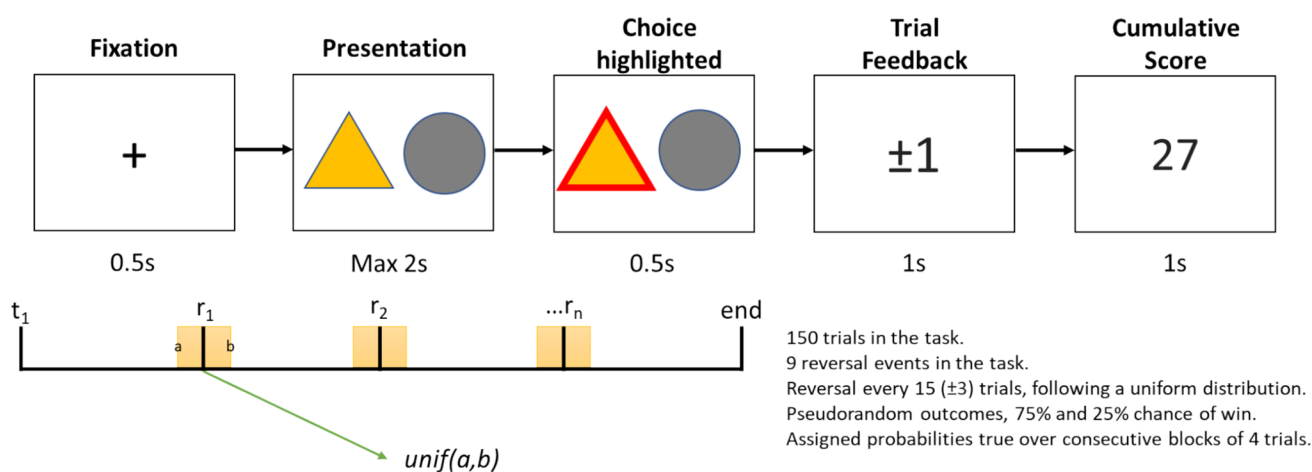 Fixation
Presentation
Choice
highlighted
Trial
Feedback
Cumulative
Score
+
±1
27
0.5s
Max 2s
0.5s
1s
1s
t1
r1
r2
...rn
end
a
b
unif(a,b)
150 trials in the task.
9 reversal events in the task.
Reversal every 15 (±3) trials, following a uniform distribution.
Pseudorandom outcomes, 75% and 25% chance of win.
Assigned probabilities true over consecutive blocks of 4 trials.